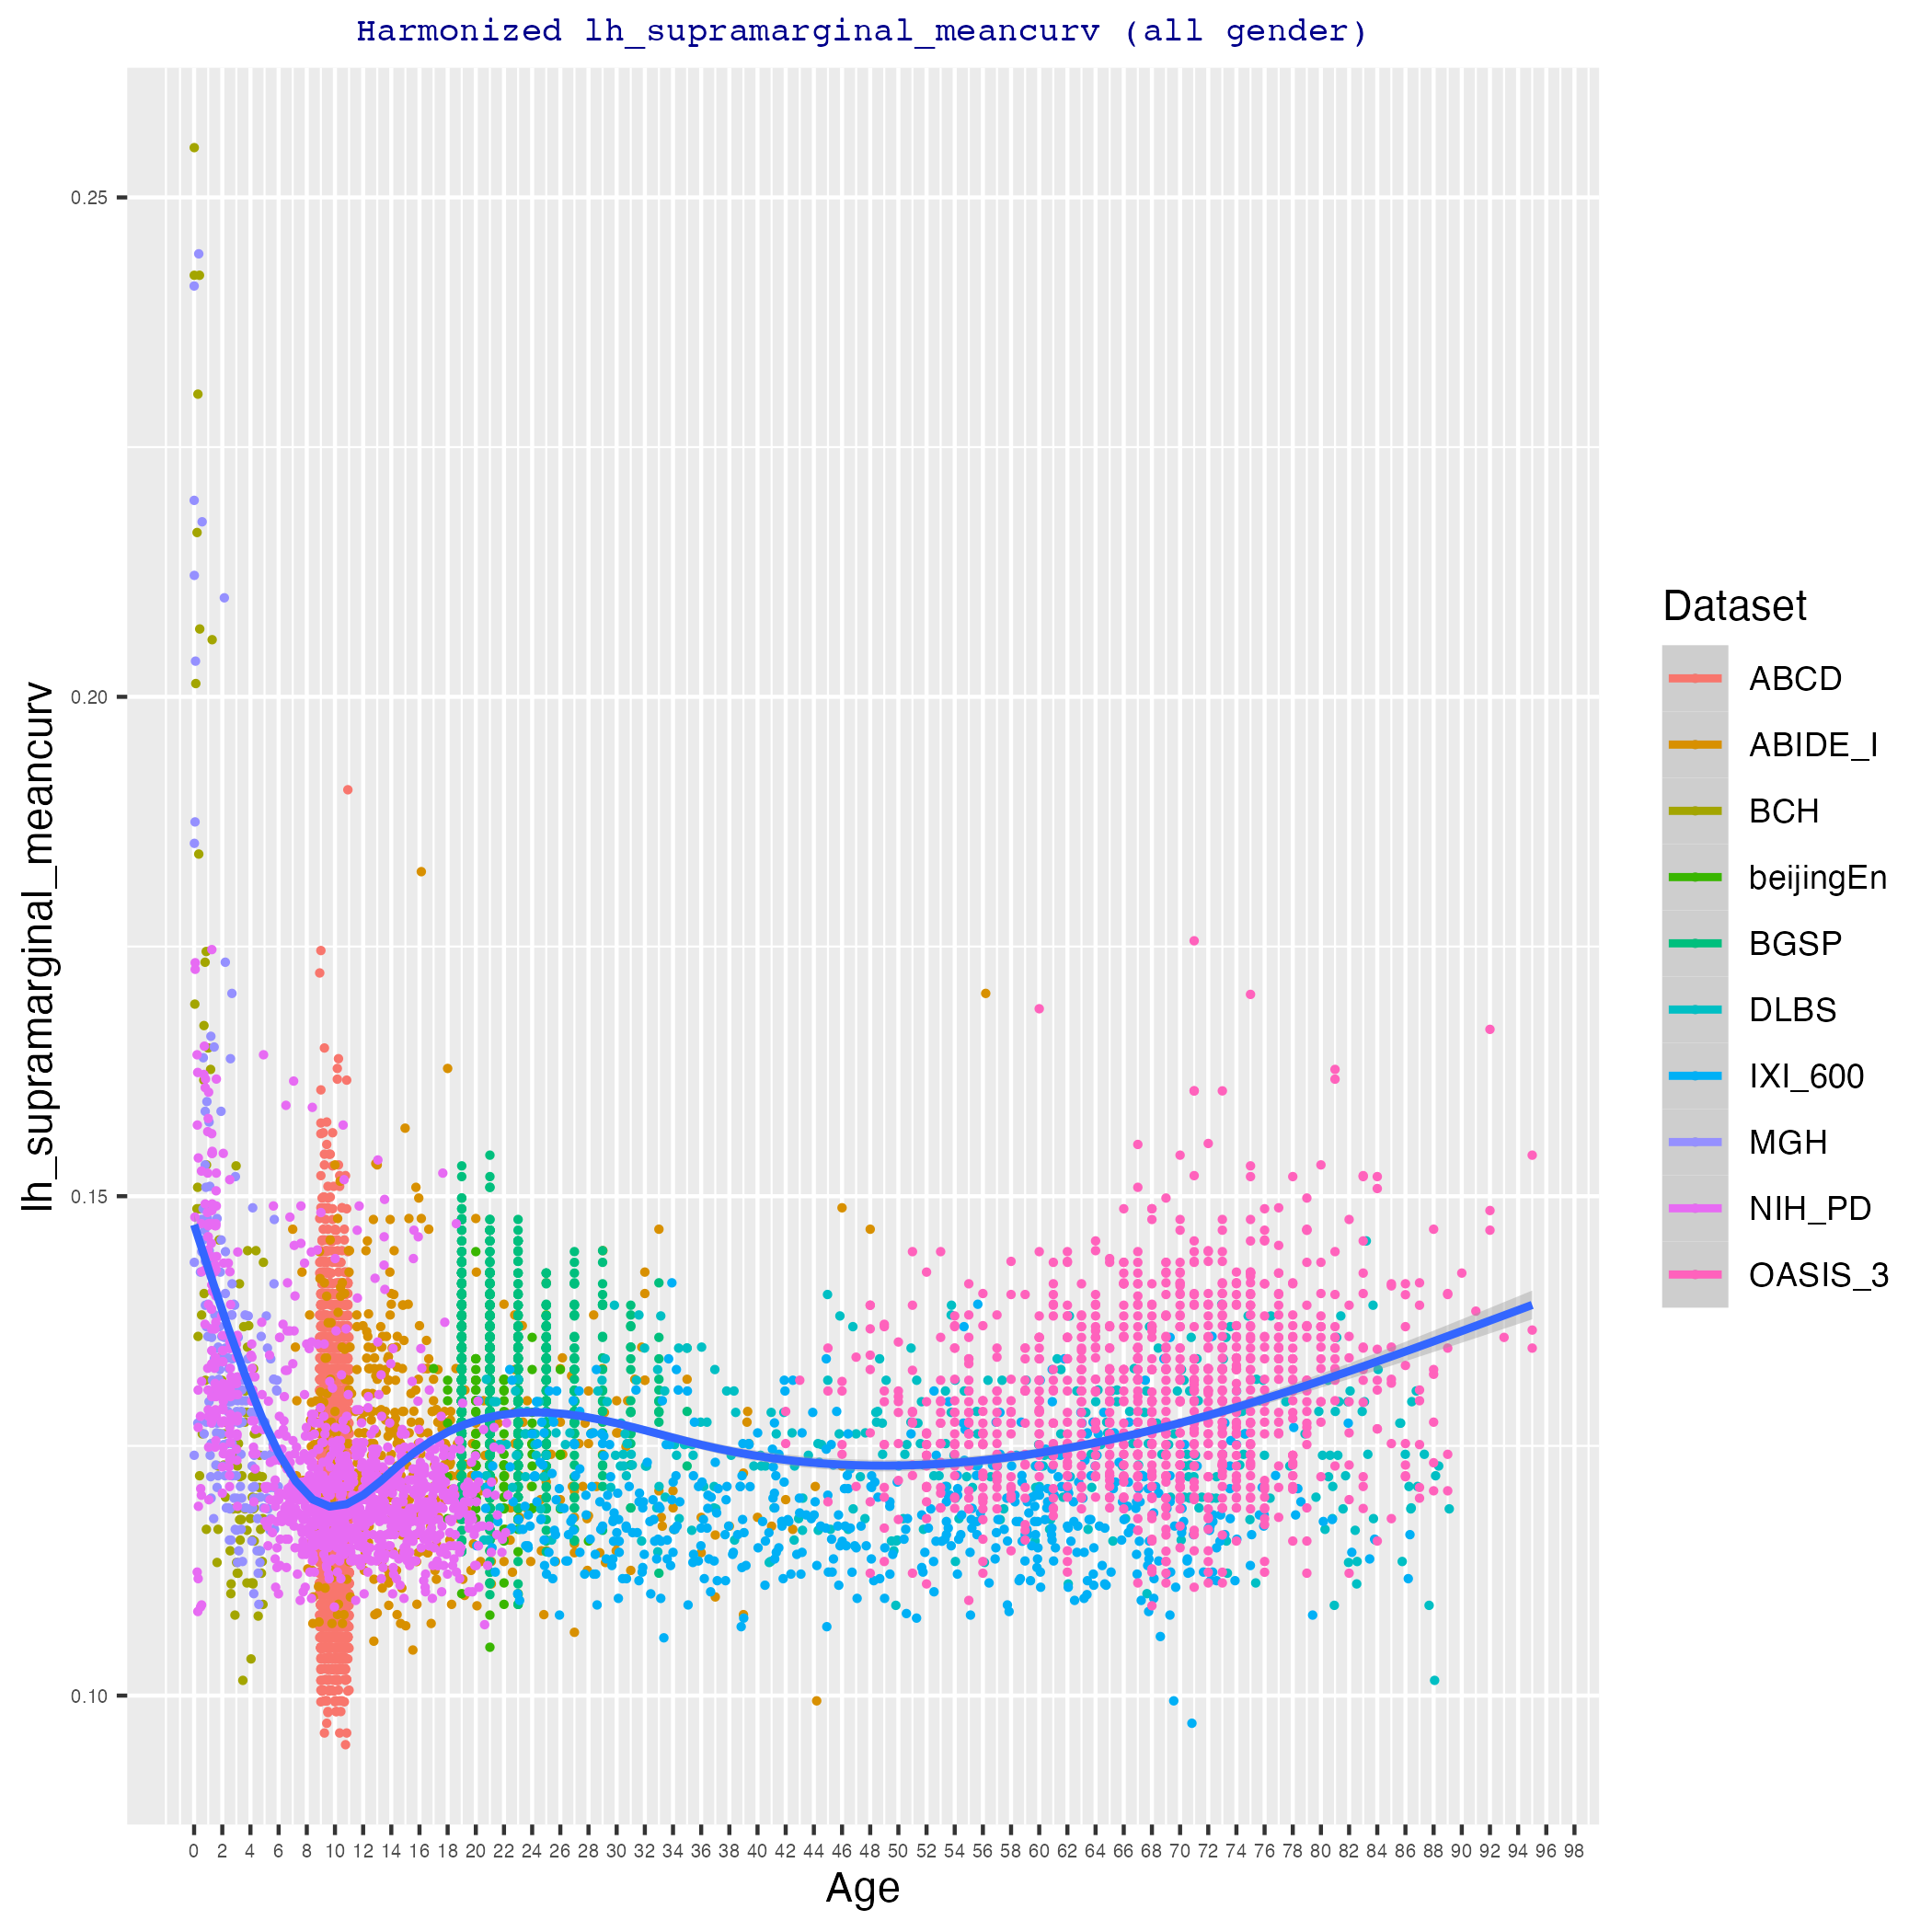 Harmonized lh_supramarginal_meancurv (all gender)
lh_supramarginal_meancurv
0.25
0.20
0.15
0.10
0 2 4 6 8 10 12 14 16 18 20 22 24 26 28 30 32 34 36 38 40 42 44 46 48 50 52 54 56 58 60 62 64 66 68 70 72 74 76 78 80 82 84 86 88 90 92 94 96 98
Age
Dataset
ABCD
ABIDE_I
BCH
beijingEn
BGSP
DLBS
IXI_600
MGH
NIH_PD
OASIS_3